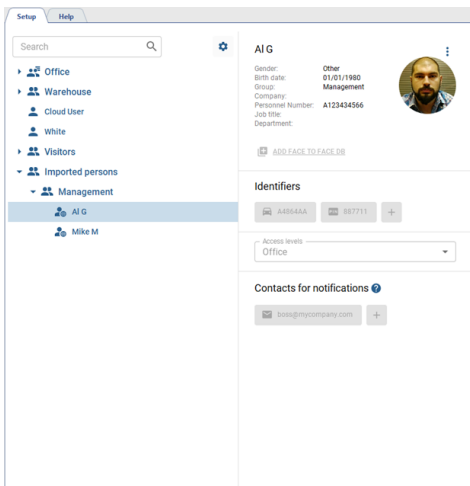 Setup Help
Search
Office
Warehouse
Cloud User
White
Visitors
Imported persons
Management
Al G
Mike M
Al G
Gender: Other
Birth date: 01/01/1980
Group: Management
Company:
Personnel Number: A123434566
Job title:
Department:
ADD FACE TO FACE DB
Identifiers
A4864AA 887711 +
Access levels
Office
Contacts for notifications ?
boss@mycompany.com +